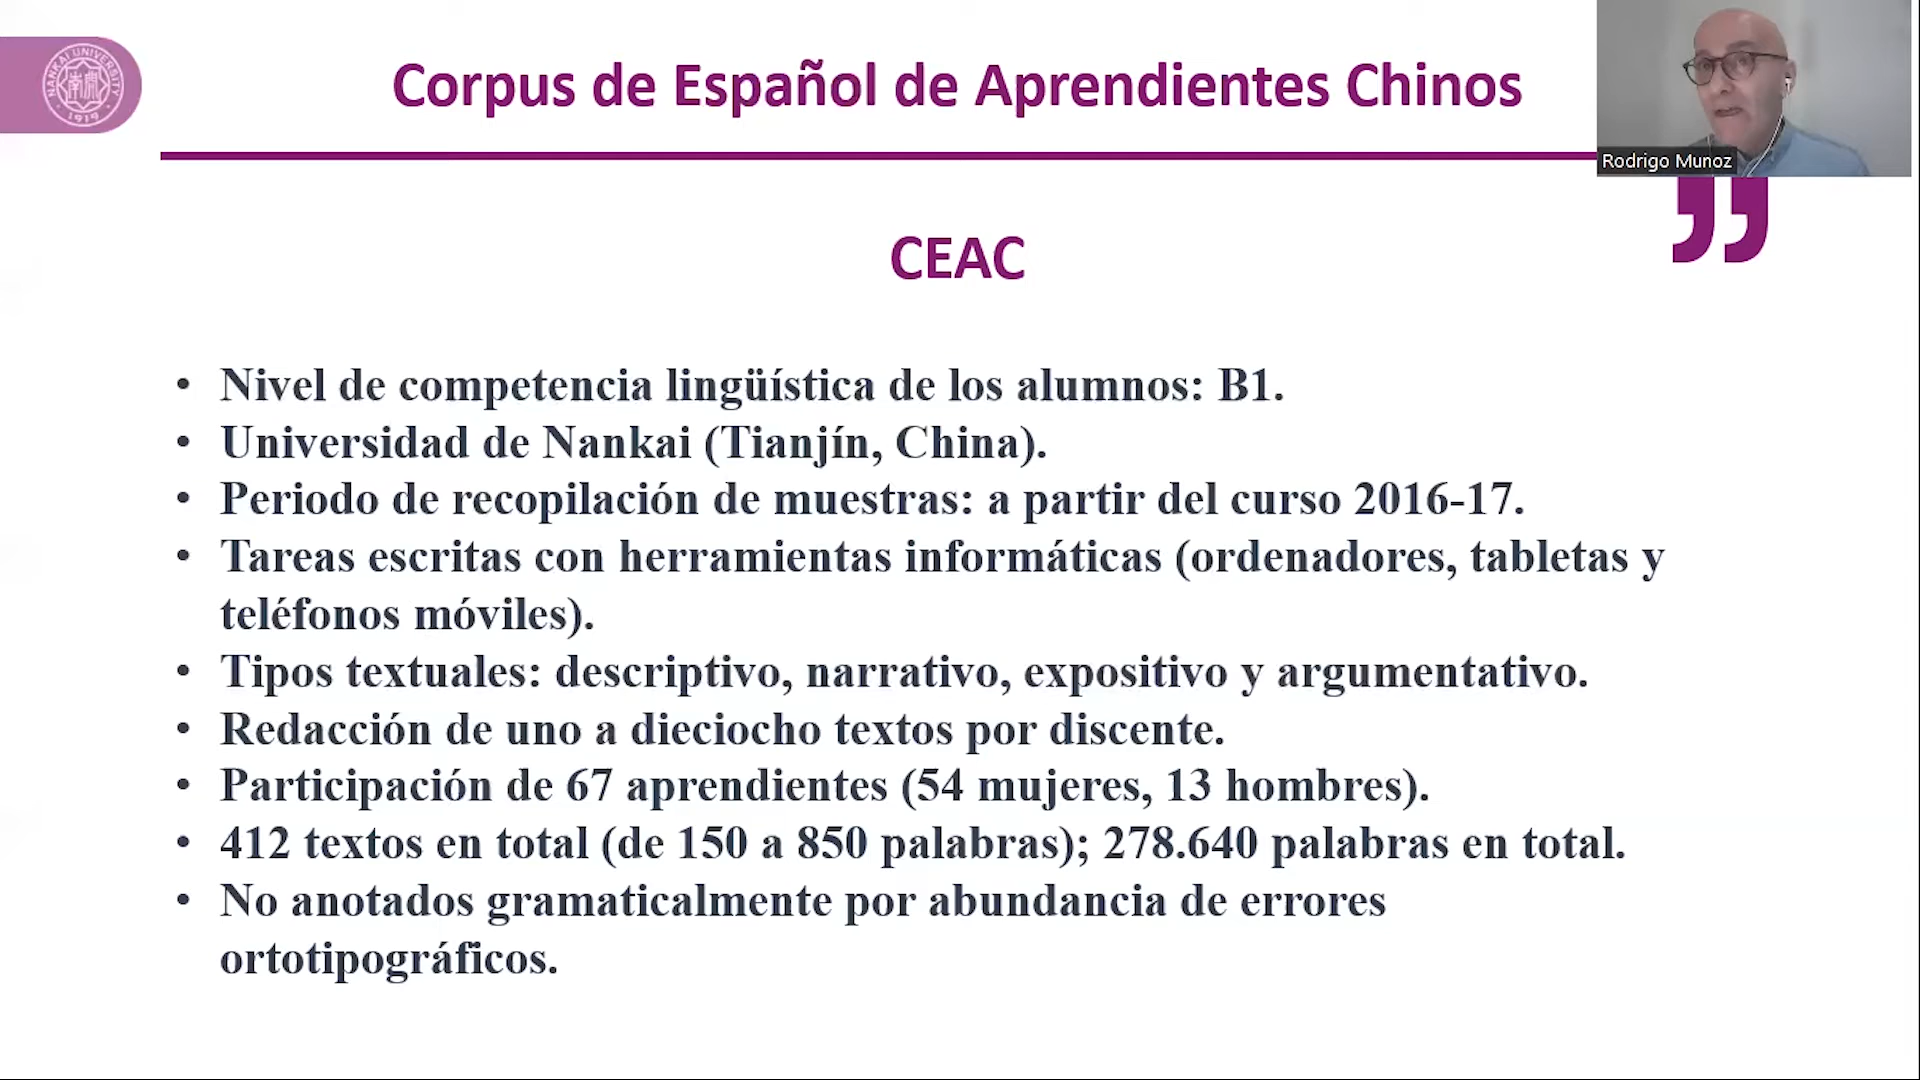 NANKAI UNIVERSITY
1919
Corpus de Español de Aprendientes Chinos
Rodrigo Munoz
”
CEAC
• Nivel de competencia lingüística de los alumnos: B1.
• Universidad de Nankai (Tianjín, China).
• Periodo de recopilación de muestras: a partir del curso 2016-17.
• Tareas escritas con herramientas informáticas (ordenadores, tabletas y
teléfonos móviles).
• Tipos textuales: descriptivo, narrativo, expositivo y argumentativo.
• Redacción de uno a dieciocho textos por discente.
• Participación de 67 aprendientes (54 mujeres, 13 hombres).
• 412 textos en total (de 150 a 850 palabras); 278.640 palabras en total.
• No anotados gramaticalmente por abundancia de errores
ortotipográficos.